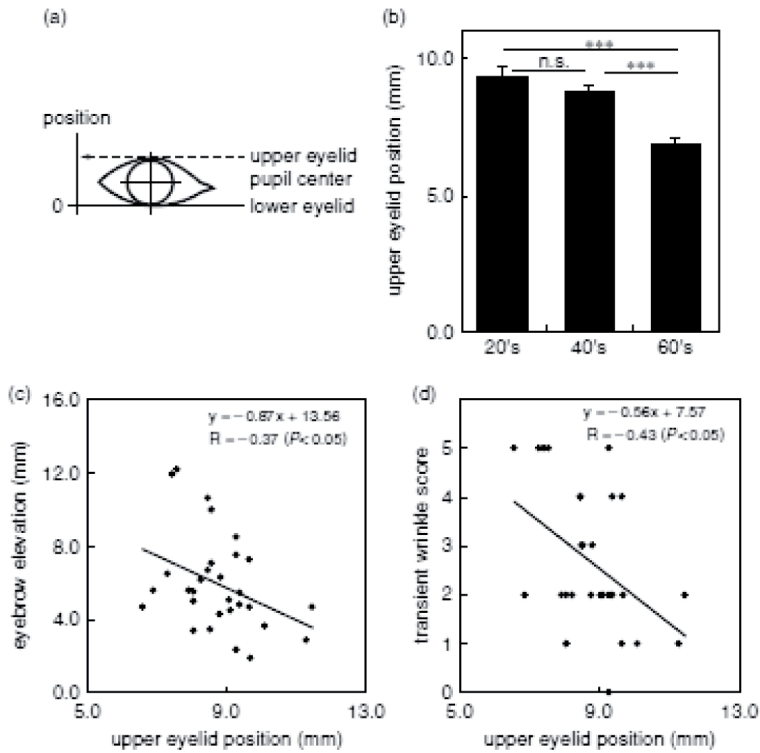 (a)
position
upper eyelid
pupil center
0
lower eyelid
(b)
upper eyelid position (mm)
10.0
5.0
0.0
***
n.s.
***
20's 40's 60's
(c)
eyebrow elevation (mm)
16.0
12.0
8.0
4.0
0.0
y = −0.87x + 13.56
R = −0.37 (P<0.05)
5.0 9.0 13.0
upper eyelid position (mm)
(d)
transient wrinkle score
5
4
3
2
1
0
y = −0.56x + 7.57
R = −0.43 (P<0.05)
5.0 9.0 13.0
upper eyelid position (mm)